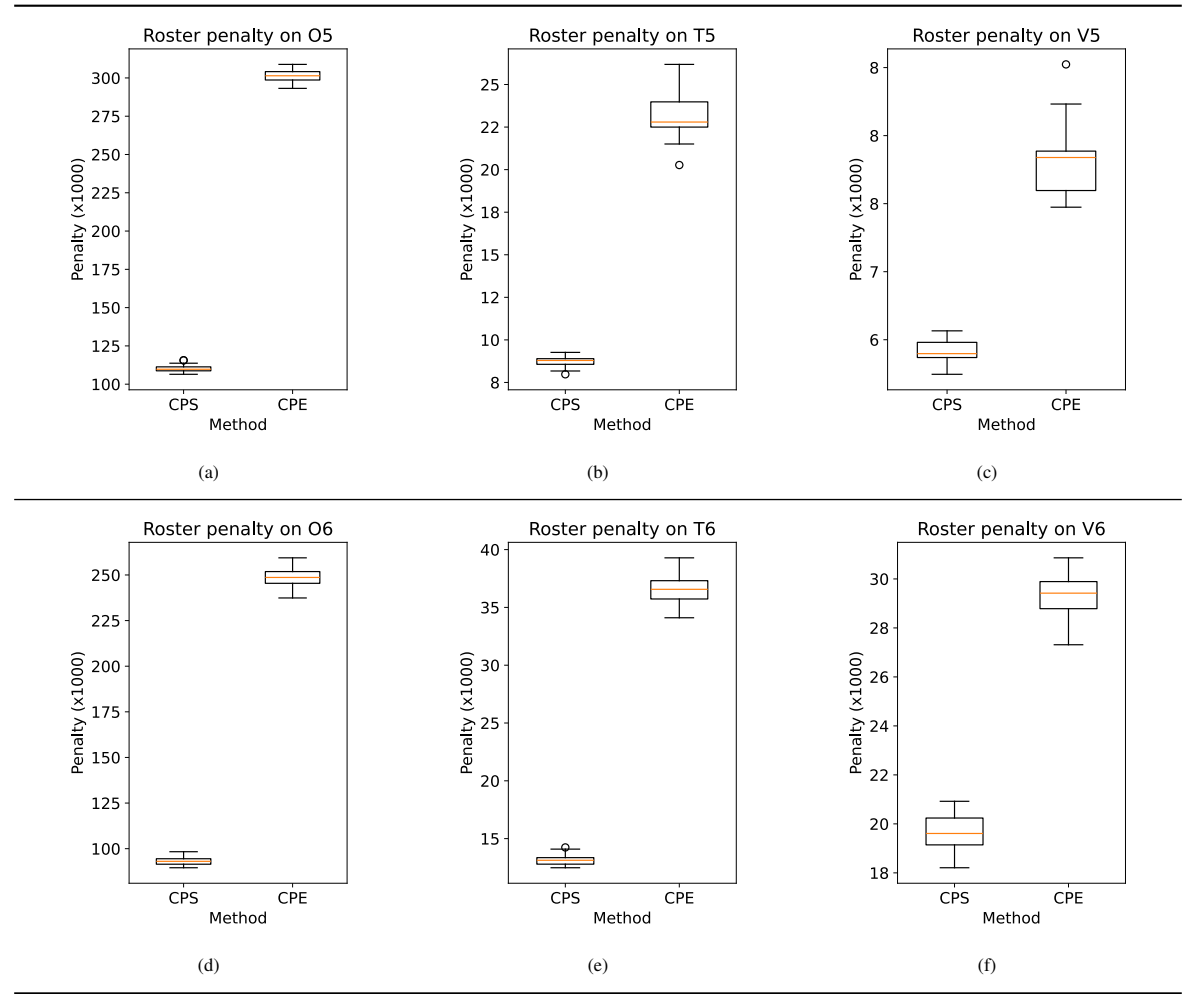 Roster penalty on O5
Penalty (x1000)
300
275
250
225
200
175
150
125
100
CPS CPE
Method
(a)
Roster penalty on T5
Penalty (x1000)
25
22
20
18
15
12
10
8
CPS CPE
Method
(b)
Roster penalty on V5
Penalty (x1000)
8
8
8
7
6
CPS CPE
Method
(c)
Roster penalty on O6
Penalty (x1000)
250
225
200
175
150
125
100
CPS CPE
Method
(d)
Roster penalty on T6
Penalty (x1000)
40
35
30
25
20
15
CPS CPE
Method
(e)
Roster penalty on V6
Penalty (x1000)
30
28
26
24
22
20
18
CPS CPE
Method
(f)